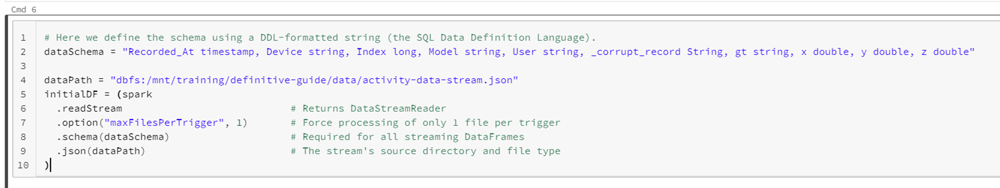 Cmd 6
1 # Here we define the schema using a DDL-formatted string (the SQL Data Definition Language).
2 dataSchema = "Recorded_At timestamp, Device string, Index long, Model string, User string, _corrupt_record String, gt string, x double, y double, z double"
3
4 dataPath = "dbfs:/mnt/training/definitive-guide/data/activity-data-stream.json"
5 initialDF = (spark
6   .readStream                            # Returns DataStreamReader
7   .option("maxFilesPerTrigger", 1)       # Force processing of only 1 file per trigger
8   .schema(dataSchema)                    # Required for all streaming DataFrames
9   .json(dataPath)                        # The stream's source directory and file type
10 )